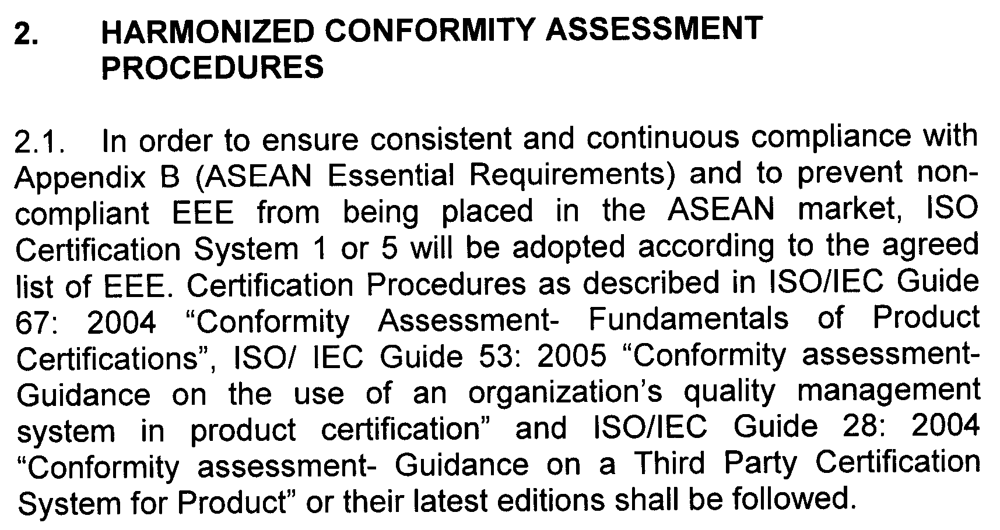 2. HARMONIZED CONFORMITY ASSESSMENT
PROCEDURES
2.1. In order to ensure consistent and continuous compliance with
Appendix B (ASEAN Essential Requirements) and to prevent non-
compliant EEE from being placed in the ASEAN market, ISO
Certification System 1 or 5 will be adopted according to the agreed
list of EEE. Certification Procedures as described in ISO/IEC Guide
67: 2004 “Conformity Assessment- Fundamentals of Product
Certifications”, ISO/ IEC Guide 53: 2005 “Conformity assessment-
Guidance on the use of an organization’s quality management
system in product certification” and ISO/IEC Guide 28: 2004
“Conformity assessment- Guidance on a Third Party Certification
System for Product” or their latest editions shall be followed.